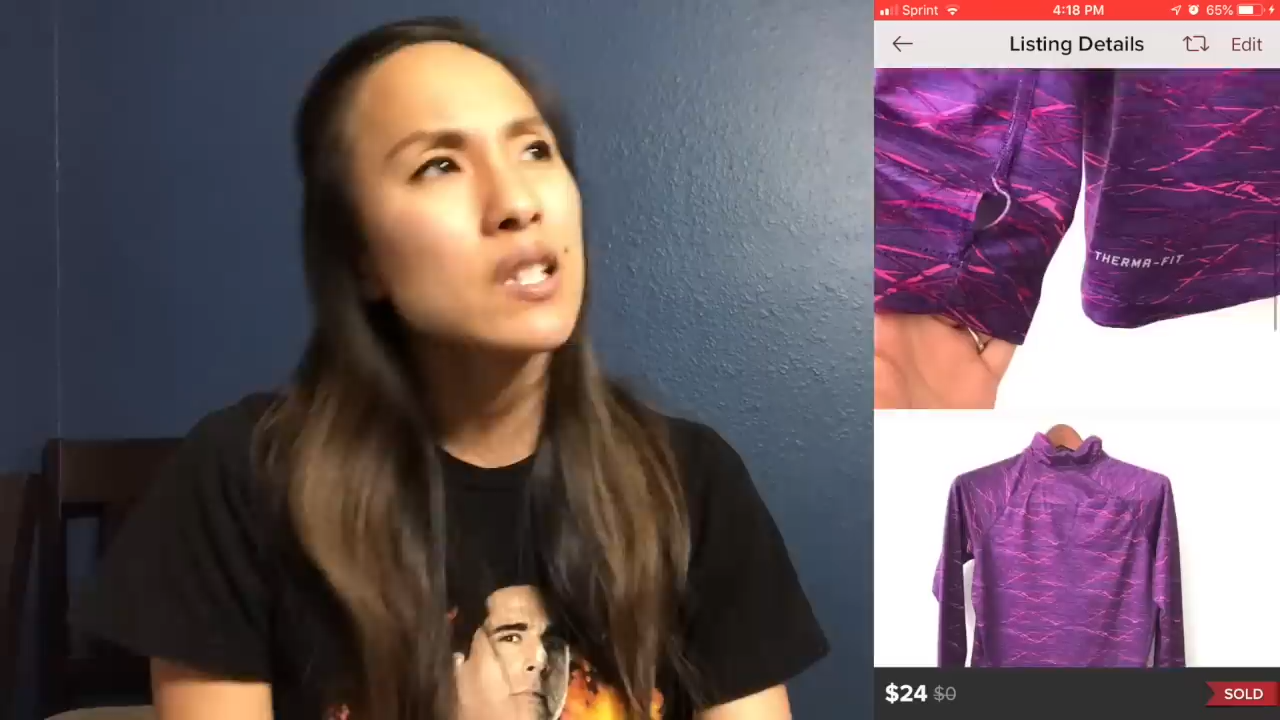 Sprint 4:18 PM 65%
Listing Details Edit
THERMA-FIT
$24 $0 SOLD